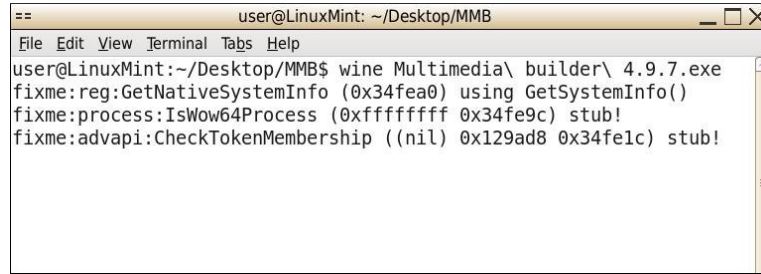 user@LinuxMint: ~/Desktop/MMB
File Edit View Terminal Tabs Help
user@LinuxMint:~/Desktop/MMB$ wine Multimedia\ builder\ 4.9.7.exe
fixme:reg:GetNativeSystemInfo (0x34fea0) using GetSystemInfo()
fixme:process:IsWow64Process (0xffffffff 0x34fe9c) stub!
fixme:advapi:CheckTokenMembership ((nil) 0x129ad8 0x34fe1c) stub!